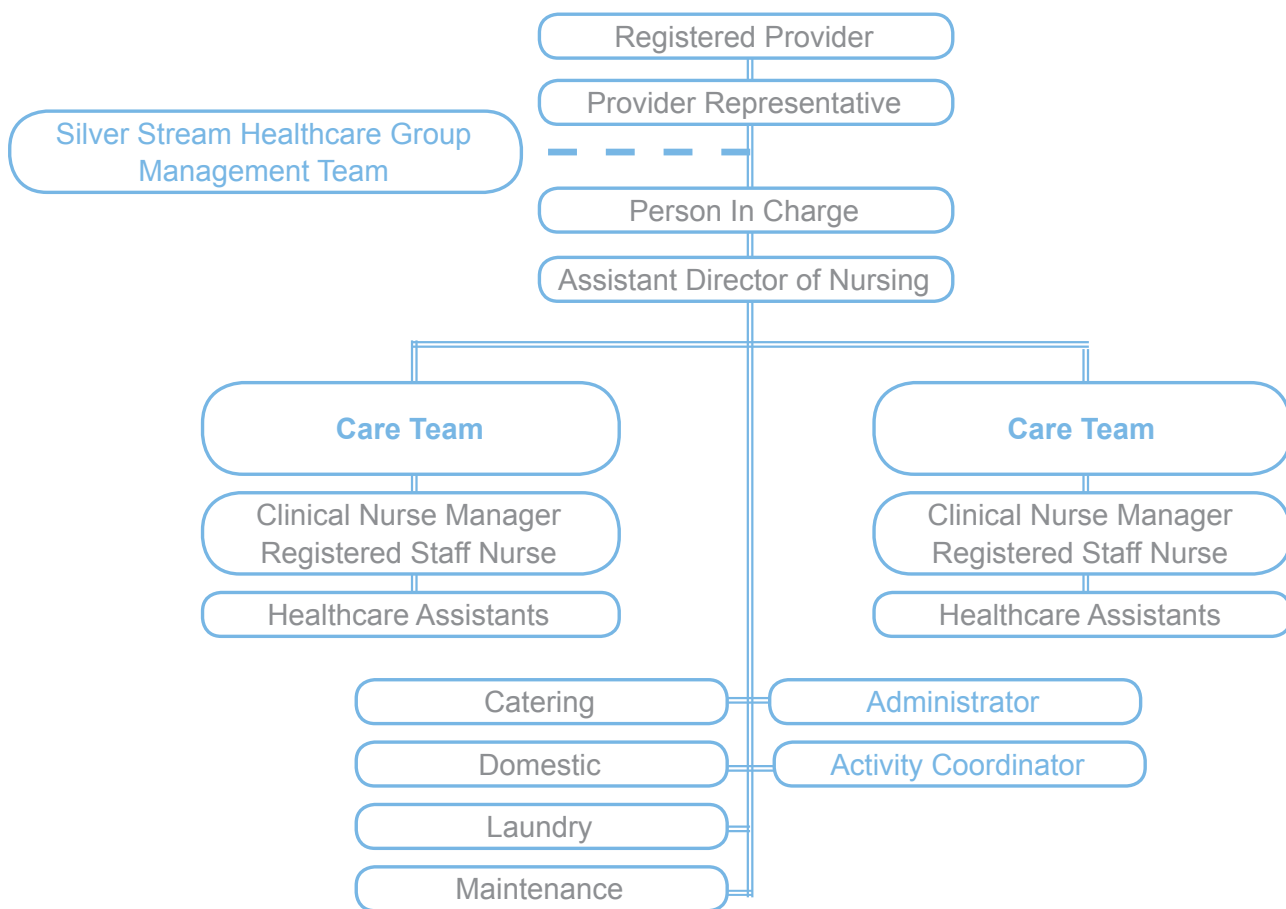 Registered Provider
Provider Representative
Silver Stream Healthcare Group
Management Team
Person In Charge
Assistant Director of Nursing
Care Team
Care Team
Clinical Nurse Manager
Registered Staff Nurse
Clinical Nurse Manager
Registered Staff Nurse
Healthcare Assistants
Healthcare Assistants
Catering
Administrator
Domestic
Activity Coordinator
Laundry
Maintenance